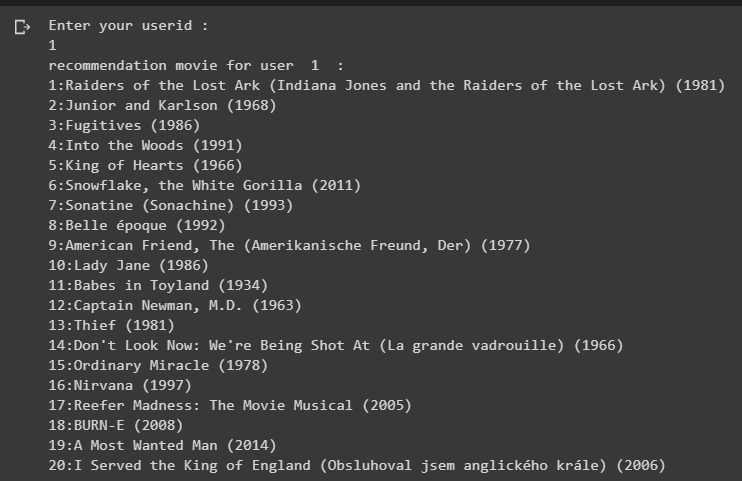 Enter your userid :
1
recommendation movie for user  1  :
1:Raiders of the Lost Ark (Indiana Jones and the Raiders of the Lost Ark) (1981)
2:Junior and Karlson (1968)
3:Fugitives (1986)
4:Into the Woods (1991)
5:King of Hearts (1966)
6:Snowflake, the White Gorilla (2011)
7:Sonatine (Sonachine) (1993)
8:Belle époque (1992)
9:American Friend, The (Amerikanische Freund, Der) (1977)
10:Lady Jane (1986)
11:Babes in Toyland (1934)
12:Captain Newman, M.D. (1963)
13:Thief (1981)
14:Don't Look Now: We're Being Shot At (La grande vadrouille) (1966)
15:Ordinary Miracle (1978)
16:Nirvana (1997)
17:Reefer Madness: The Movie Musical (2005)
18:BURN-E (2008)
19:A Most Wanted Man (2014)
20:I Served the King of England (Obsluhoval jsem anglického krále) (2006)